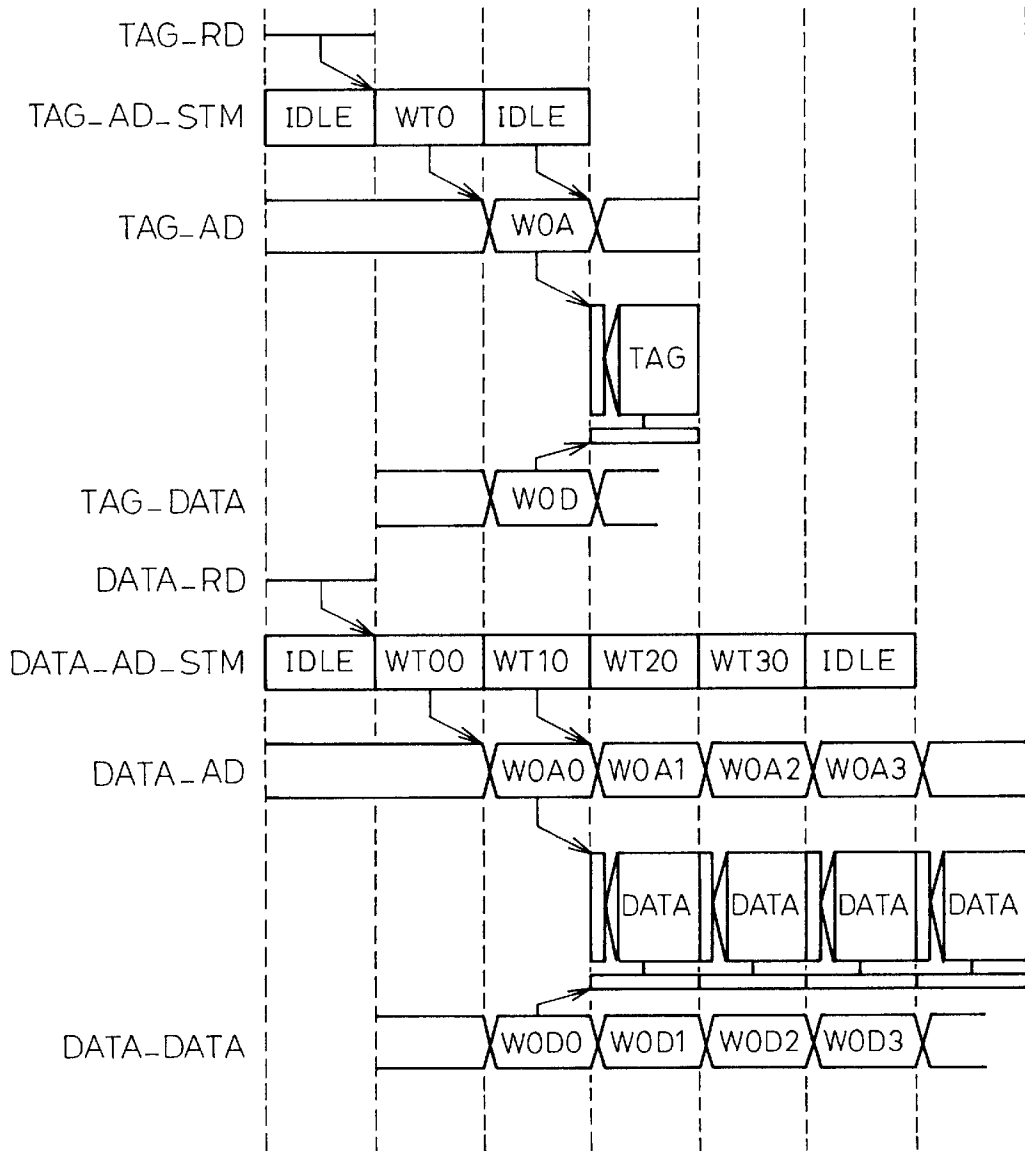 TAG_RD
TAG_AD_STM IDLE WT0 IDLE
TAG_AD W0A
TAG
TAG_DATA W0D
DATA_RD
DATA_AD_STM IDLE WT00 WT10 WT20 WT30 IDLE
DATA_AD W0A0 W0A1 W0A2 W0A3
DATA DATA DATA DATA
DATA_DATA W0D0 W0D1 W0D2 W0D3